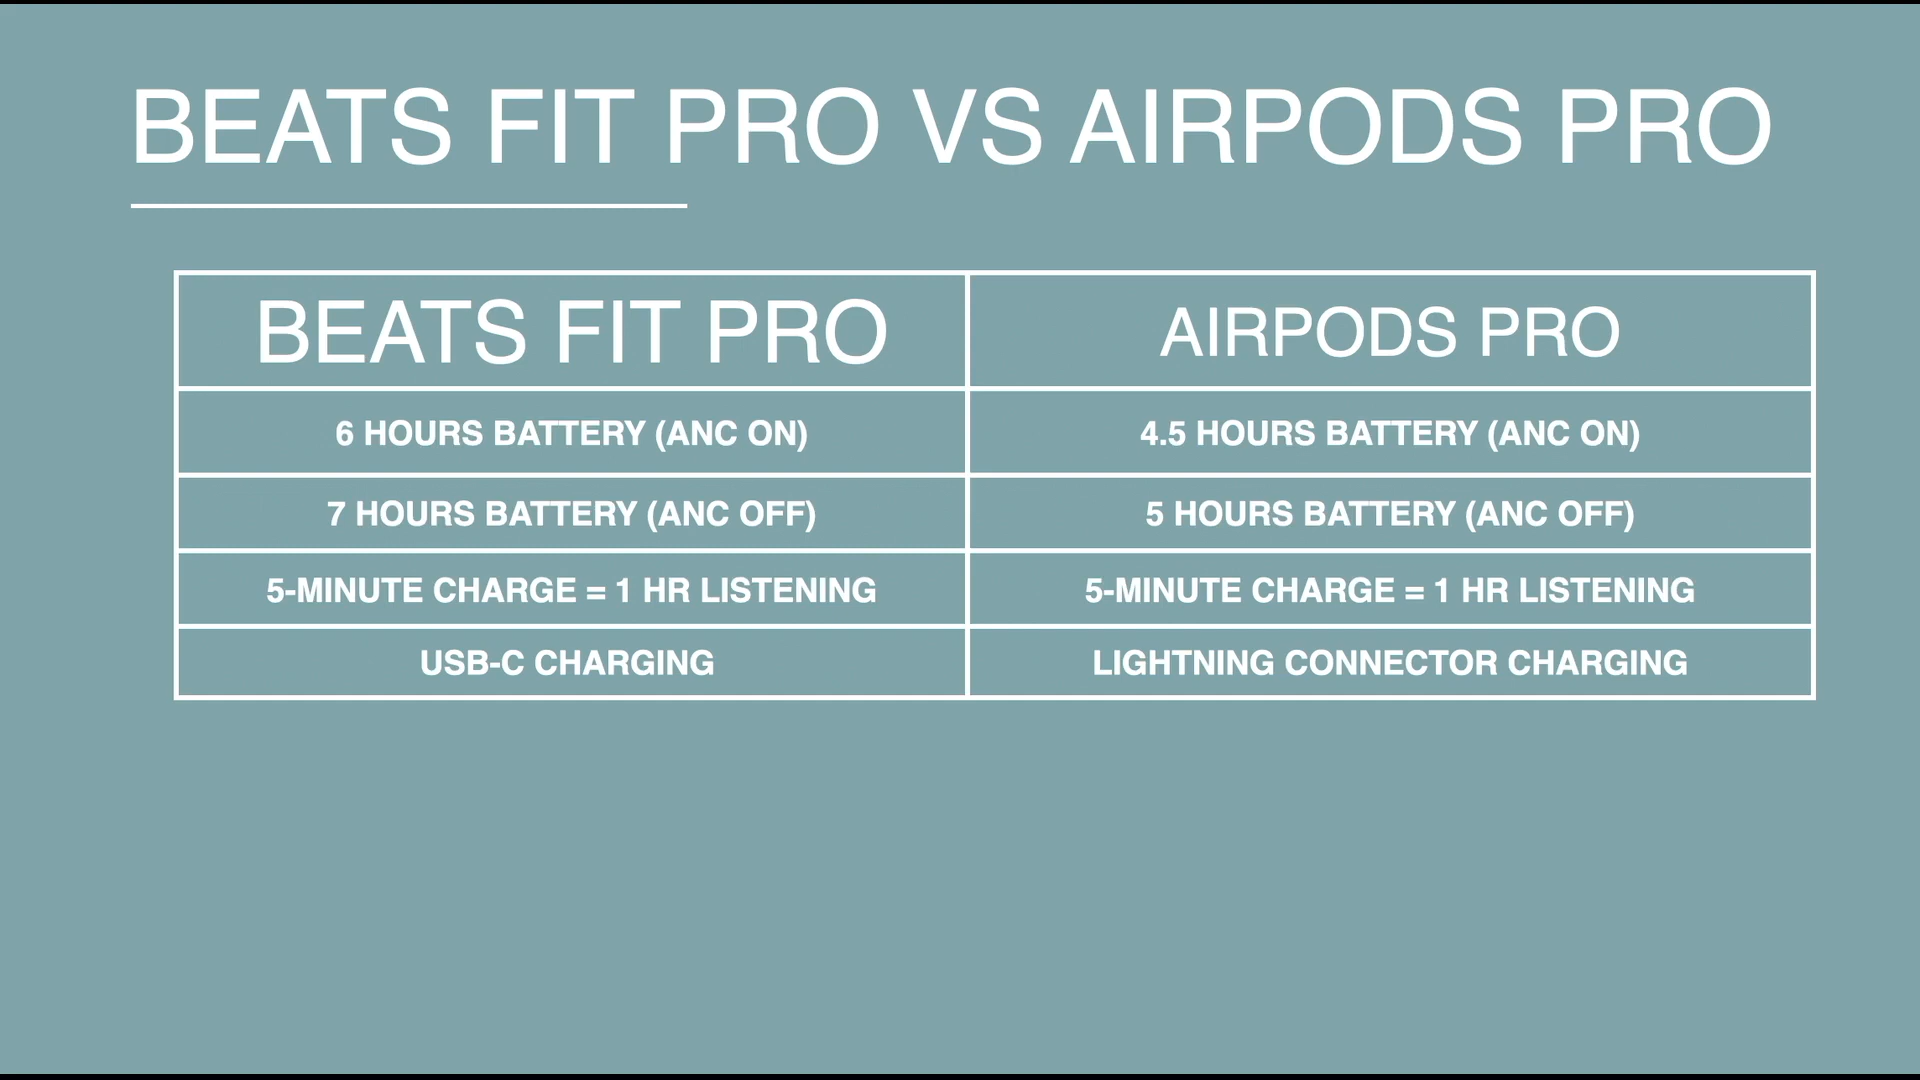 BEATS FIT PRO VS AIRPODS PRO
BEATS FIT PRO
AIRPODS PRO
6 HOURS BATTERY (ANC ON)
4.5 HOURS BATTERY (ANC ON)
7 HOURS BATTERY (ANC OFF)
5 HOURS BATTERY (ANC OFF)
5-MINUTE CHARGE = 1 HR LISTENING
5-MINUTE CHARGE = 1 HR LISTENING
USB-C CHARGING
LIGHTNING CONNECTOR CHARGING